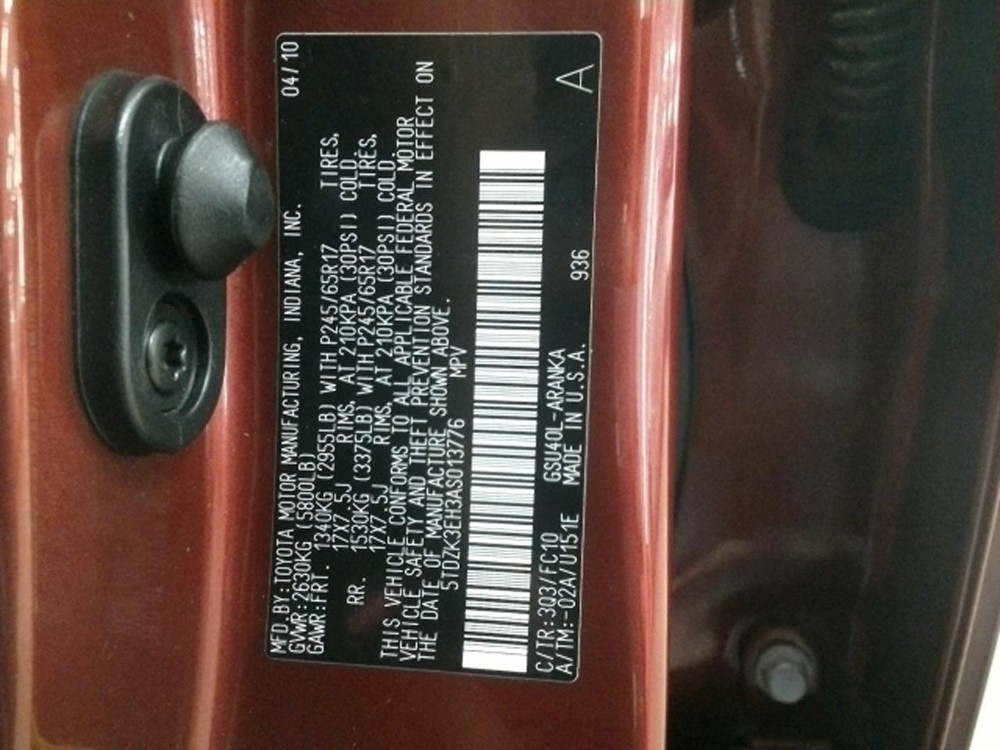 MFD.BY:TOYOTA MOTOR MANUFACTURING, INDIANA, INC. 04/10
GVWR:2630KG (5800LB)
GAWR:FRT. 1340KG (2955LB) WITH P245/65R17 TIRES,
17X7.5J RIMS, AT 210KPA (30PSI) COLD.
RR. 1530KG (3375LB) WITH P245/65R17 TIRES,
17X7.5J RIMS, AT 210KPA (30PSI) COLD.
THIS VEHICLE CONFORMS TO ALL APPLICABLE FEDERAL MOTOR
VEHICLE SAFETY AND THEFT PREVENTION STANDARDS IN EFFECT ON
THE DATE OF MANUFACTURE SHOWN ABOVE.
5TDZK3EH3AS013776 MPV
C/TR:3Q3/FC10 GSU40L-ARANKA 936 A
A/TM:-02A/U151E MADE IN U.S.A.